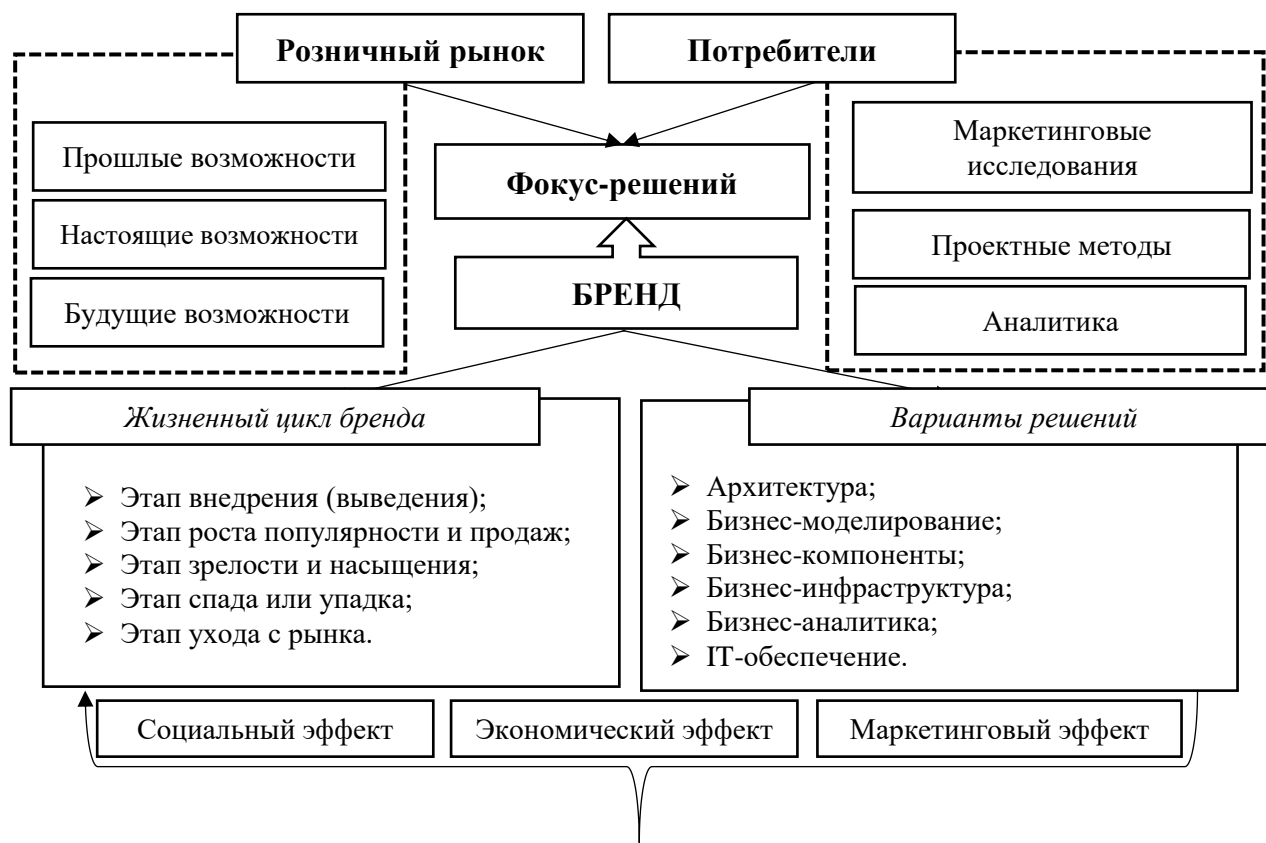 Розничный рынок
Потребители
Прошлые возможности
Настоящие возможности
Будущие возможности
Фокус-решений
БРЕНД
Маркетинговые
исследования
Проектные методы
Аналитика
Жизненный цикл бренда
➢ Этап внедрения (выведения);
➢ Этап роста популярности и продаж;
➢ Этап зрелости и насыщения;
➢ Этап спада или упадка;
➢ Этап ухода с рынка.
Варианты решений
➢ Архитектура;
➢ Бизнес-моделирование;
➢ Бизнес-компоненты;
➢ Бизнес-инфраструктура;
➢ Бизнес-аналитика;
➢ IT-обеспечение.
Социальный эффект
Экономический эффект
Маркетинговый эффект